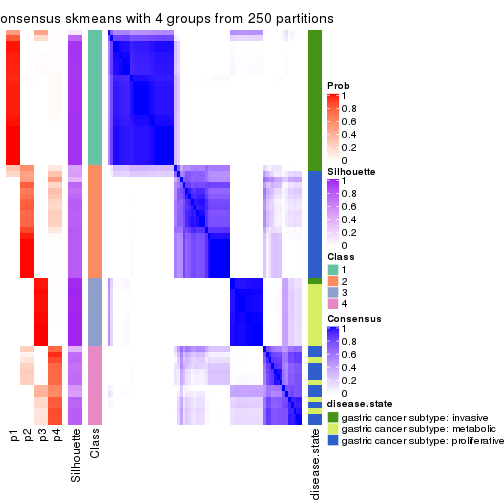 onsensus skmeans with 4 groups from 250 partitions
Prob
1
0.8
0.6
0.4
0.2
0
Silhouette
1
0.8
0.6
0.4
0.2
0
Class
1
2
3
4
Consensus
1
0.8
0.6
0.4
0.2
0
disease.state
gastric cancer subtype: invasive
gastric cancer subtype: metabolic
gastric cancer subtype: proliferative
p1
p2
p3
p4
Silhouette
Class
disease.state